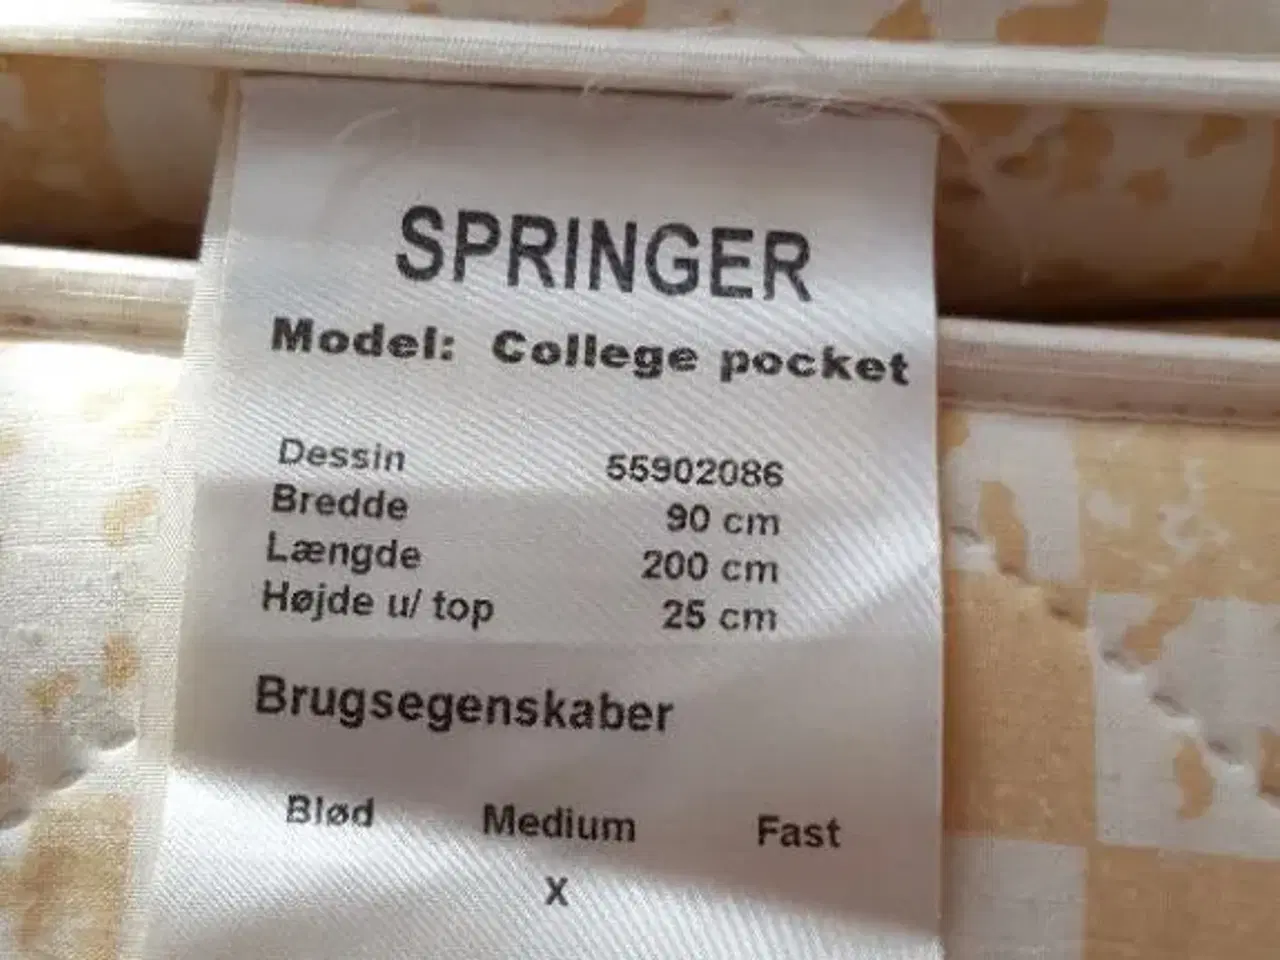 SPRINGER
Model: College pocket
Dessin 55902086
Bredde 90 cm
Længde 200 cm
Højde u/ top 25 cm
Brugsegenskaber
Blød Medium Fast
X